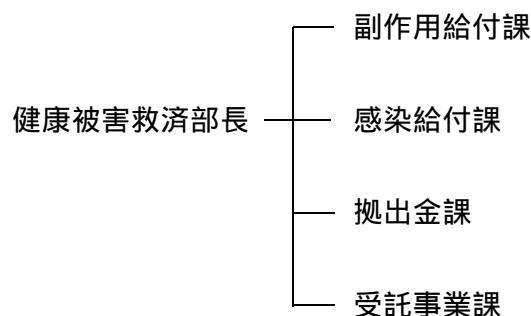 副作用給付課
健康被害救済部長
感染給付課
拠出金課
受託事業課